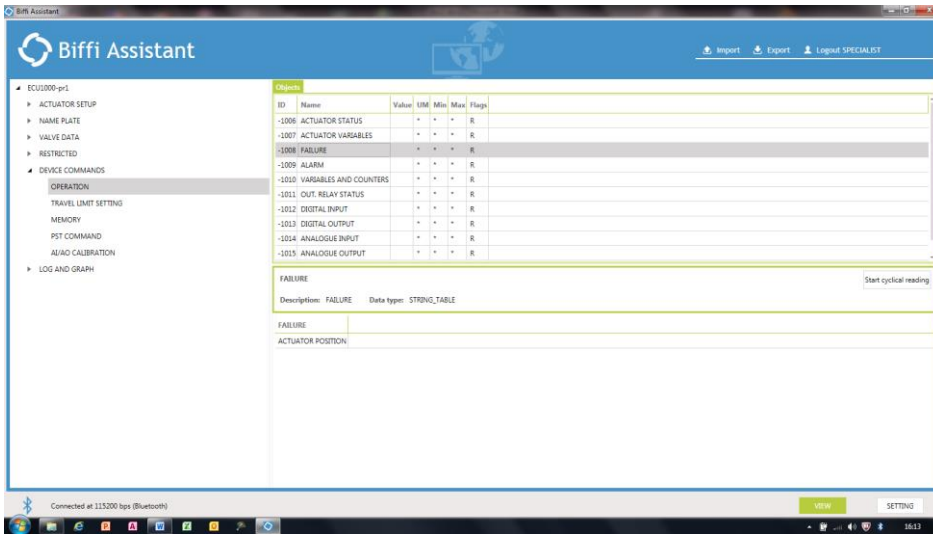 Biffi Assistant
Biffi Assistant
Import Export Logout SPECIALIST
ECU1000-pr1
ACTUATOR SETUP
NAME PLATE
VALVE DATA
RESTRICTED
DEVICE COMMANDS
OPERATION
TRAVEL LIMIT SETTING
MEMORY
PST COMMAND
AI/AO CALIBRATION
LOG AND GRAPH
Objects
ID Name Value UM Min Max Flags
-1006 ACTUATOR STATUS * * * R
-1007 ACTUATOR VARIABLES * * * R
-1008 FAILURE * * * R
-1009 ALARM * * * R
-1010 VARIABLES AND COUNTERS * * * R
-1011 OUT. RELAY STATUS * * * R
-1012 DIGITAL INPUT * * * R
-1013 DIGITAL OUTPUT * * * R
-1014 ANALOGUE INPUT * * * R
-1015 ANALOGUE OUTPUT * * * R
FAILURE Start cyclical reading
Description: FAILURE Data type: STRING_TABLE
FAILURE
ACTUATOR POSITION
Connected at 115200 bps (Bluetooth) VIEW SETTING
16:13